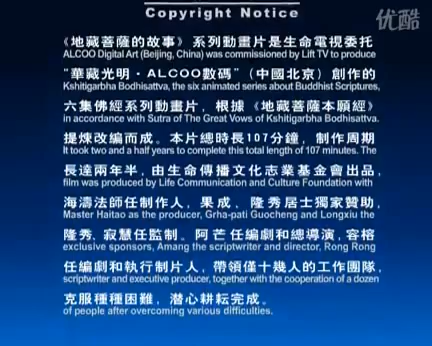 Copyright Notice
优酷
《地藏菩薩的故事》系列動畫片是生命電視委托
ALCOO Digital Art (Beijing, China) was commissioned by Lift TV to produce
“華藏光明·ALCOO數碼”（中國北京）創作的
Kshitigarbha Bodhisattva, the six animated series about Buddhist Scriptures,
六集佛經系列動畫片，根據《地藏菩薩本願經》
in accordance with Sutra of The Great Vows of Kshitigarbha Bodhisattva.
提煉改編而成。本片總時長107分鐘，制作周期
It took two and a half years to complete this total length of 107 minutes. The
長達兩年半，由生命傳播文化志業基金會出品，
film was produced by Life Communication and Culture Foundation with
海濤法師任制作人，果成，隆秀居士獨家贊助，
Master Haitao as the producer, Grha-pati Guocheng and Longxiu the
隆秀、寂慧任監制。阿芒任編劇和總導演，容榕
exclusive sponsors, Amang the scriptwriter and director, Rong Rong
任編劇和執行制片人，帶領僅十幾人的工作團隊，
scriptwriter and executive producer, together with the cooperation of a dozen
克服種種困難，潜心耕耘完成。
of people after overcoming various difficulties.